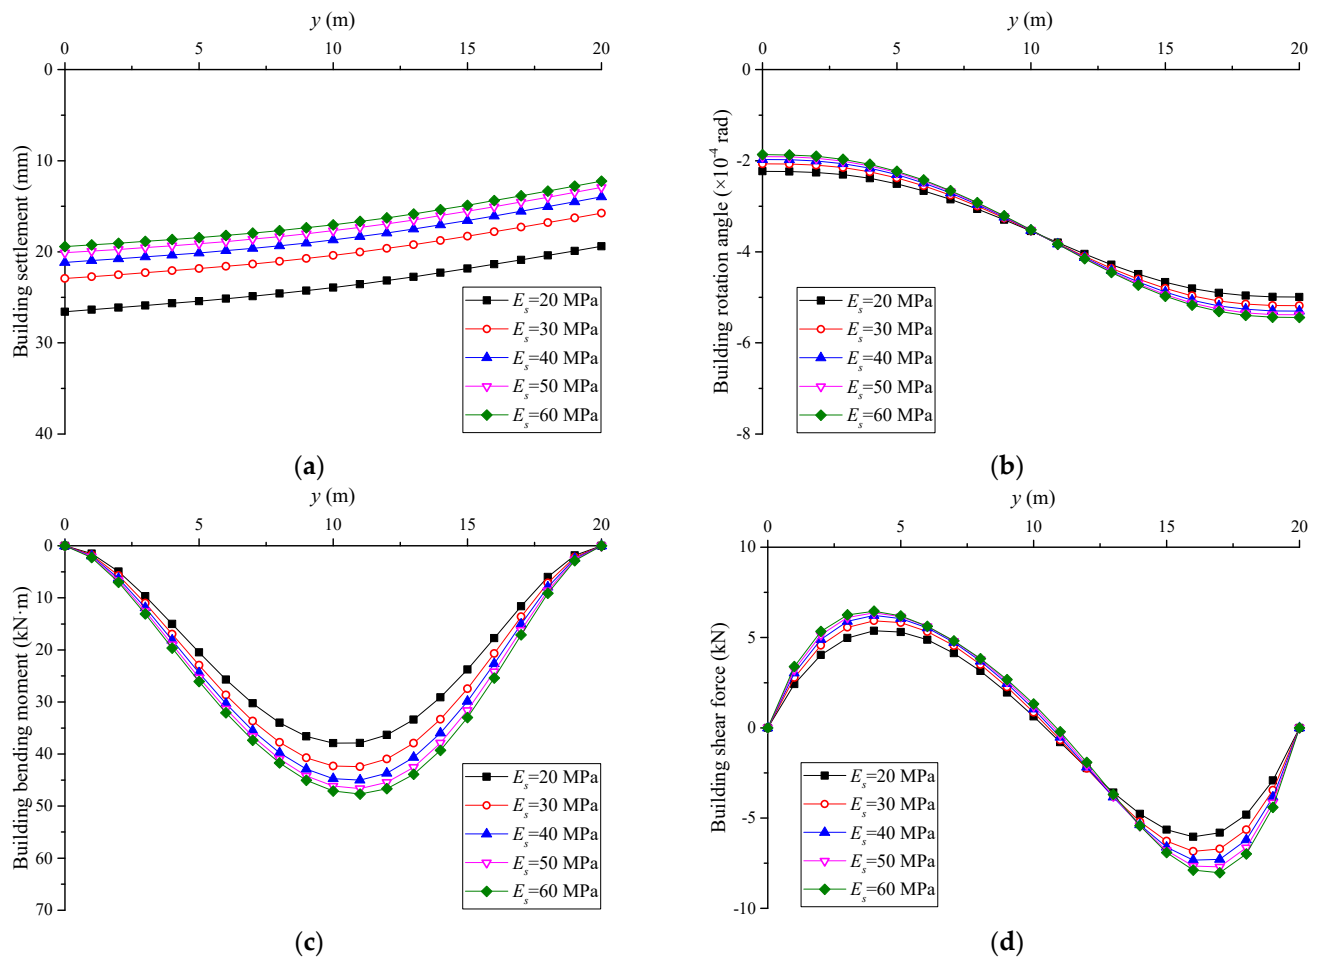 y (m)
0 5 10 15 20
0
10
20
30
40
Building settlement (mm)
E_s=20 MPa
E_s=30 MPa
E_s=40 MPa
E_s=50 MPa
E_s=60 MPa
(a)
y (m)
0 5 10 15 20
0
-2
-4
-6
-8
Building rotation angle (×10⁻⁴ rad)
E_s=20 MPa
E_s=30 MPa
E_s=40 MPa
E_s=50 MPa
E_s=60 MPa
(b)
y (m)
0 5 10 15 20
0
10
20
30
40
50
60
70
Building bending moment (kN·m)
E_s=20 MPa
E_s=30 MPa
E_s=40 MPa
E_s=50 MPa
E_s=60 MPa
(c)
y (m)
0 5 10 15 20
10
5
0
-5
-10
Building shear force (kN)
E_s=20 MPa
E_s=30 MPa
E_s=40 MPa
E_s=50 MPa
E_s=60 MPa
(d)